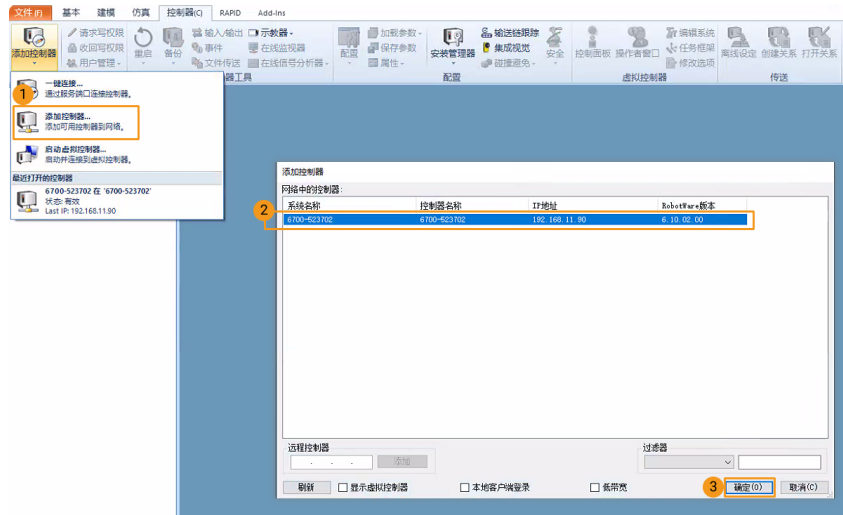 文件(F) 基本 建模 仿真 控制器(C) RAPID Add-Ins
添加控制器
请求写权限
收回写权限
用户管理
重启
备份
输入/输出
事件
文件传送
示教器
在线监视器
在线信号分析器
器工具
配置
加载参数
保存参数
属性
安装管理器
输送链跟踪
集成视觉
碰撞避免
安全
配置
控制面板
操作者窗口
编辑系统
任务框架
修改选项
虚拟控制器
离线设定
创建关系
打开关系
传送
1
一键连接...
通过服务端口连接控制器。
添加控制器...
添加可用控制器到网络。
启动虚拟控制器...
启动并连接到虚拟控制器。
最近打开的控制器
6700-523702 在 '6700-523702'
状态: 有效
Last IP: 192.168.11.90
添加控制器
网络中的控制器:
2
系统名称 控制器名称 IP地址 RobotWare版本
6700-523702 6700-523702 192.168.11.90 6.10.02.00
远程控制器
. . .
添加
过滤器
刷新
显示虚拟控制器
本地客户端登录
低带宽
3
确定(O)
取消(C)